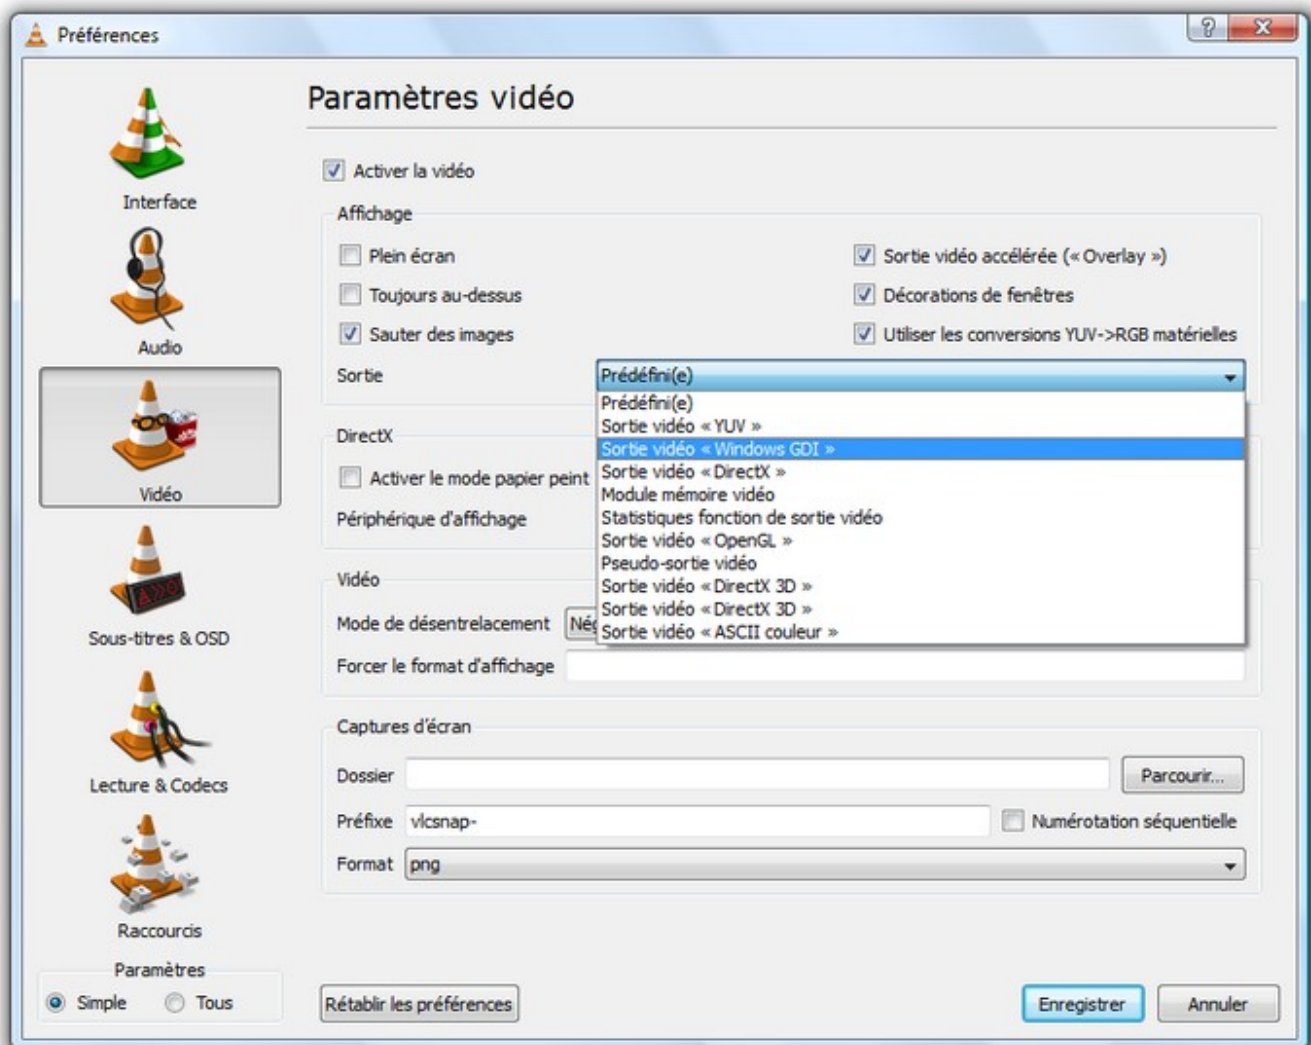 Préférences
Interface
Audio
Vidéo
Sous-titres & OSD
Lecture & Codecs
Raccourcis
Paramètres
Simple
Tous
Paramètres vidéo
Activer la vidéo
Affichage
Plein écran
Sortie vidéo accélérée (« Overlay »)
Toujours au-dessus
Décorations de fenêtres
Sauter des images
Utiliser les conversions YUV->RGB matérielles
Sortie
Prédéfini(e)
Prédéfini(e)
Sortie vidéo « YUV »
Sortie vidéo « Windows GDI »
Sortie vidéo « DirectX »
Module mémoire vidéo
Statistiques fonction de sortie vidéo
Sortie vidéo « OpenGL »
Pseudo-sortie vidéo
Sortie vidéo « DirectX 3D »
Sortie vidéo « DirectX 3D »
Sortie vidéo « ASCII couleur »
DirectX
Activer le mode papier peint
Périphérique d'affichage
Vidéo
Mode de désentrelacement
Forcer le format d'affichage
Captures d'écran
Dossier
Parcourir...
Préfixe
vlcsnap-
Numérotation séquentielle
Format
png
Rétablir les préférences
Enregistrer
Annuler